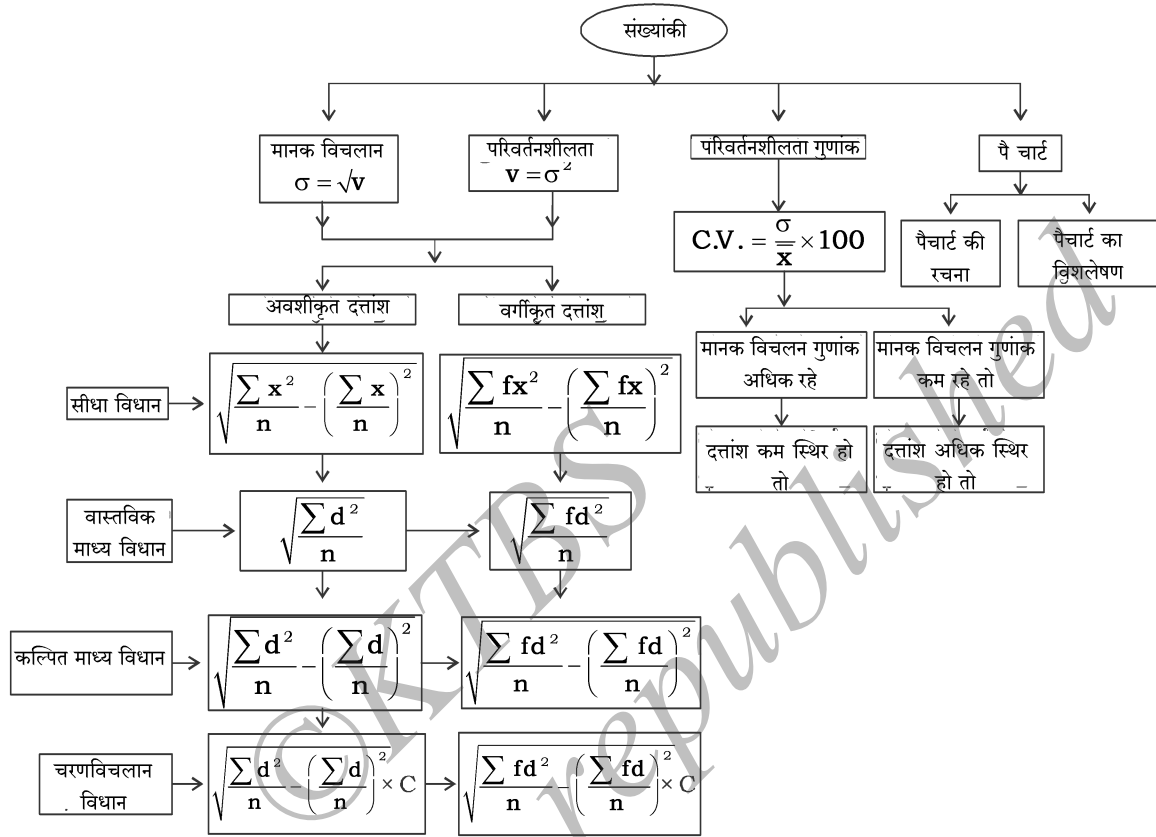 संख्यांकी
मानक विचलान
σ = √v
परिवर्तनशीलता
v = σ²
परिवर्तनशीलता गुणांक
पै चार्ट
C.V. = σ/x̄ × 100
पैचार्ट की
रचना
पैचार्ट का
विशलेषण
अवर्शीकृत दत्तांश
वर्गीकृत दत्तांश
मानक विचलन गुणांक
अधिक रहे
मानक विचलन गुणांक
कम रहे तो
दत्तांश कम स्थिर हो
तो
दत्तांश अधिक स्थिर
हो तो
सीधा विधान
√(∑x²/n − (∑x/n)²)
√(∑fx²/n − (∑fx/n)²)
वास्तविक
माध्य विधान
√(∑d²/n)
√(∑fd²/n)
कल्पित माध्य विधान
√(∑d²/n − (∑d/n)²)
√(∑fd²/n − (∑fd/n)²)
चरणविचलान
विधान
√(∑d²/n − (∑d/n)²) × C
√(∑fd²/n − (∑fd/n)²) × C
©KTBS
republished